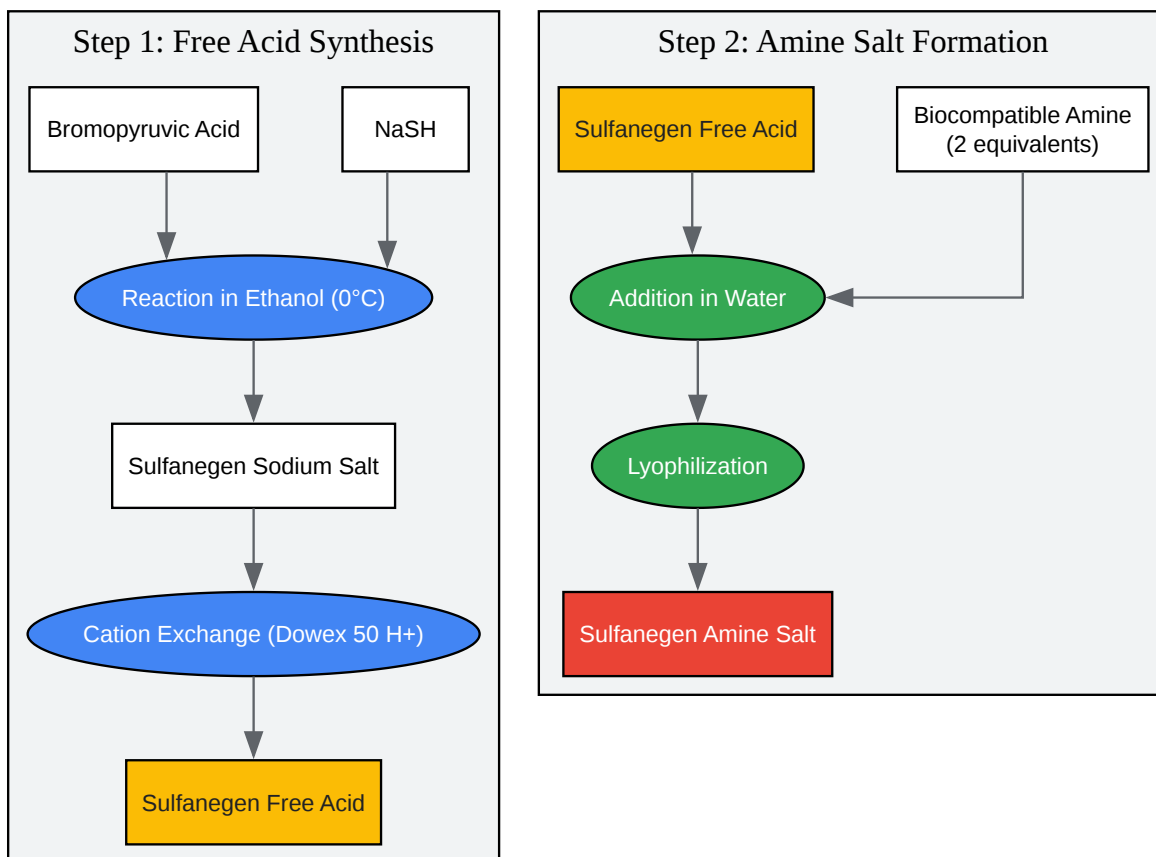 Step 1: Free Acid Synthesis
Bromopyruvic Acid
NaSH
Reaction in Ethanol (0°C)
Sulfanegen Sodium Salt
Cation Exchange (Dowex 50 H+)
Sulfanegen Free Acid
Step 2: Amine Salt Formation
Sulfanegen Free Acid
Biocompatible Amine
(2 equivalents)
Addition in Water
Lyophilization
Sulfanegen Amine Salt